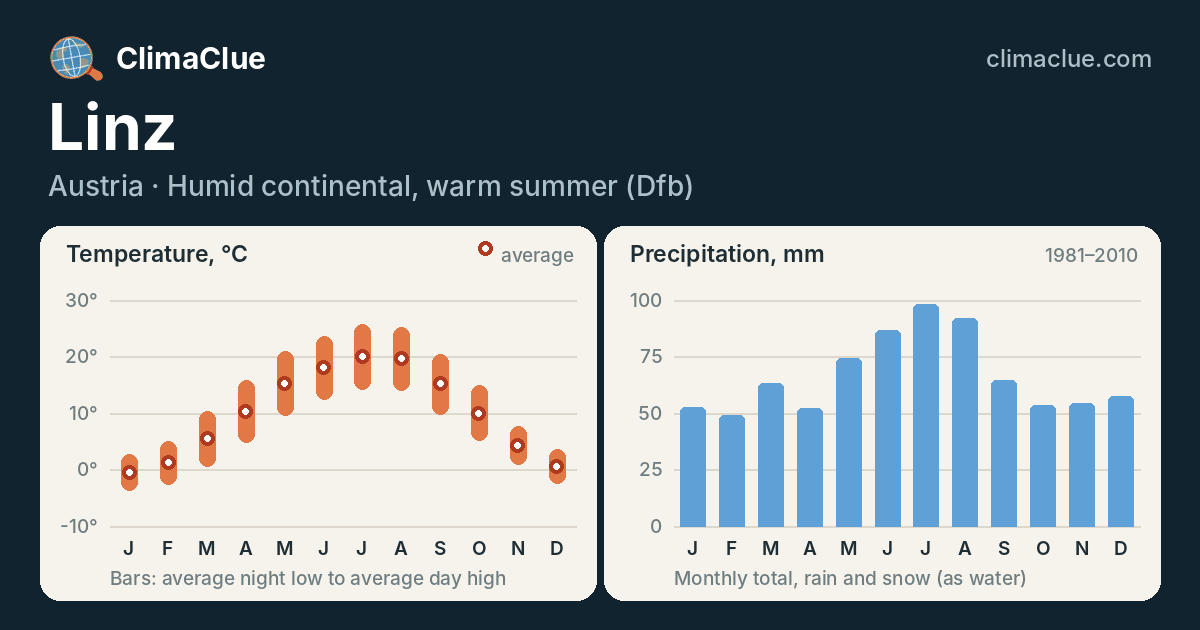 ClimaClue
climaclue.com
Linz
Austria · Humid continental, warm summer (Dfb)
Temperature, °C
average
30°
20°
10°
0°
-10°
J F M A M J J A S O N D
Bars: average night low to average day high
Precipitation, mm
1981–2010
100
75
50
25
0
J F M A M J J A S O N D
Monthly total, rain and snow (as water)